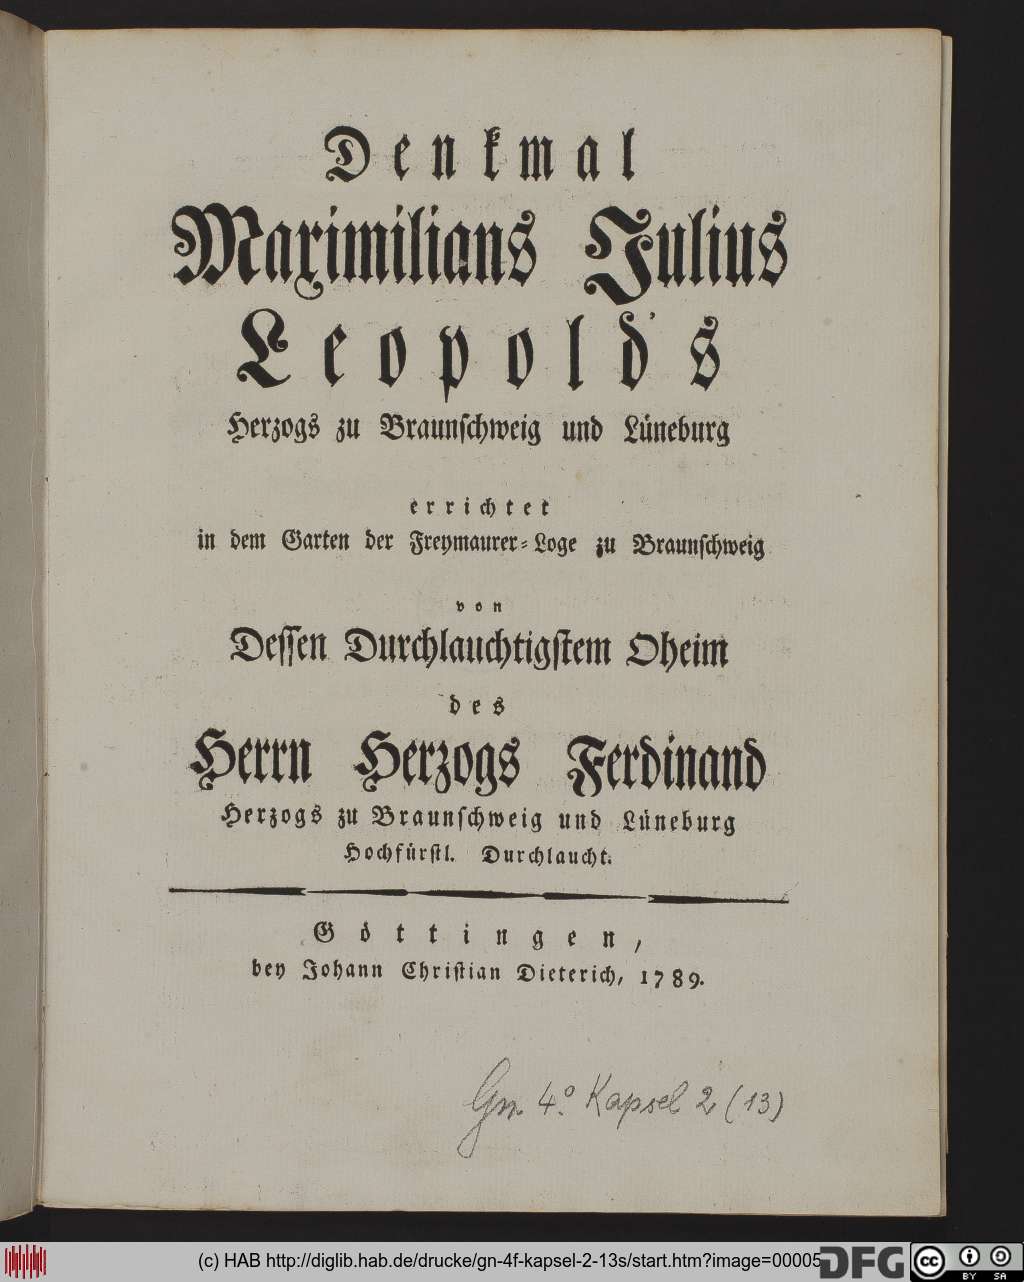 Denkmal
Maximilians Julius
Leopold's
Herzogs zu Braunſchweig und Lüneburg
errichtet
in dem Garten der Freymaurer-Loge zu Braunſchweig
von
Deſſen Durchlauchtigſtem Oheim
des
Herrn Herzogs Ferdinand
Herzogs zu Braunſchweig und Lüneburg
Hochfürſtl. Durchlaucht.
Göttingen,
bey Johann Chriſtian Dieterich, 1789.
Gn 4° Kapsel 2 (13)
(c) HAB http://diglib.hab.de/drucke/gn-4f-kapsel-2-13s/start.htm?image=00005
DFG
cc BY SA